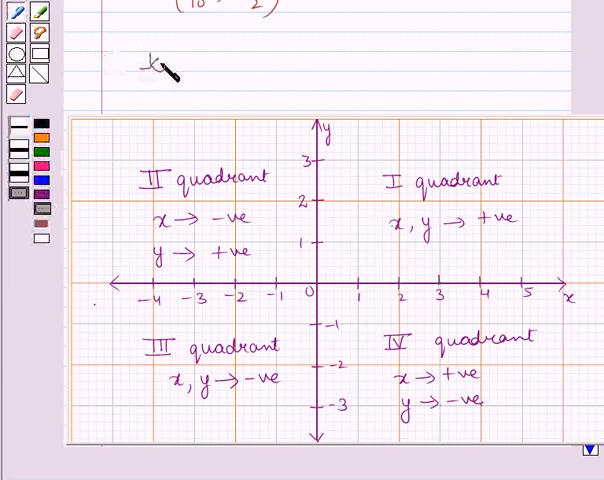 y
3
II quadrant
I quadrant
x → -ve
2
x, y → +ve
y → +ve
1
-4 -3 -2 -1 0 1 2 3 4 5 x
-1
III quadrant
IV quadrant
-2
x, y → -ve
x → +ve
-3
y → -ve